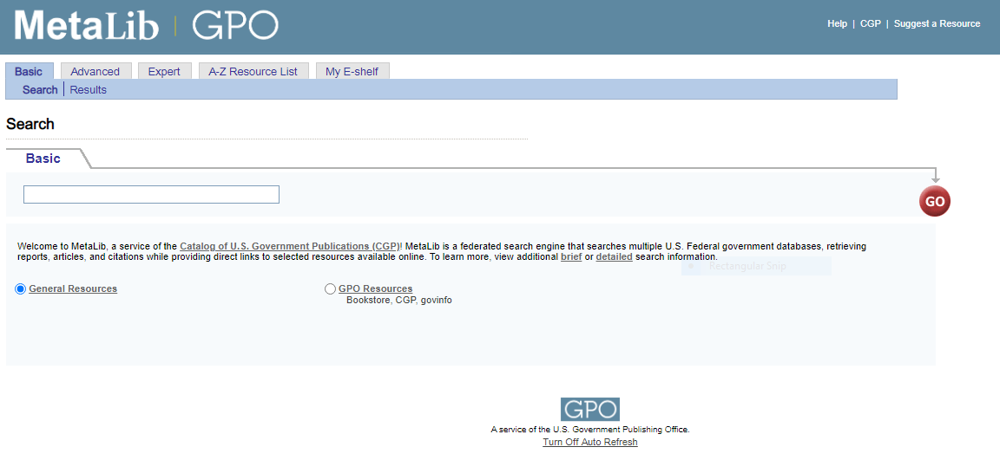 MetaLib | GPO
Help | CGP | Suggest a Resource
Basic Advanced Expert A-Z Resource List My E-shelf
Search | Results
Search
Basic
GO
Welcome to MetaLib, a service of the Catalog of U.S. Government Publications (CGP)! MetaLib is a federated search engine that searches multiple U.S. Federal government databases, retrieving
reports, articles, and citations while providing direct links to selected resources available online. To learn more, view additional brief or detailed search information.
Rectangular Snip
General Resources GPO Resources
Bookstore, CGP, govinfo
GPO
A service of the U.S. Government Publishing Office.
Turn Off Auto Refresh